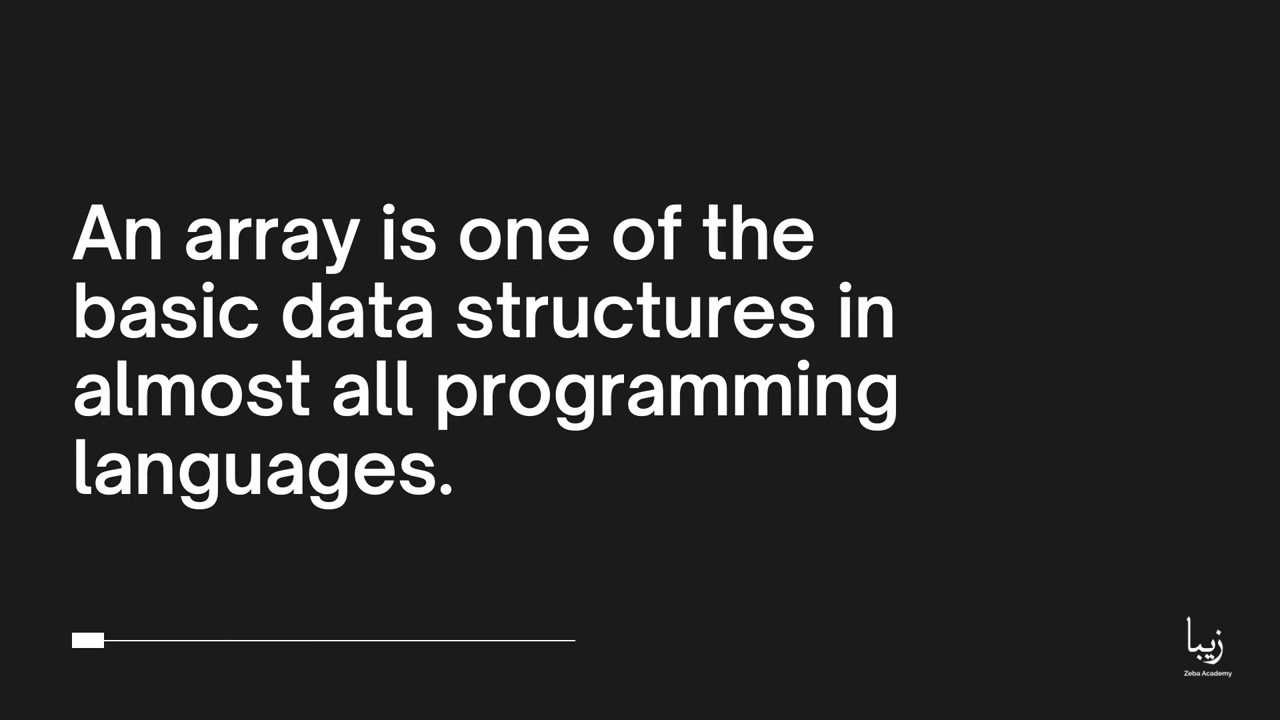 An array is one of the
basic data structures in
almost all programming
languages.
زیبا
Zeba Academy